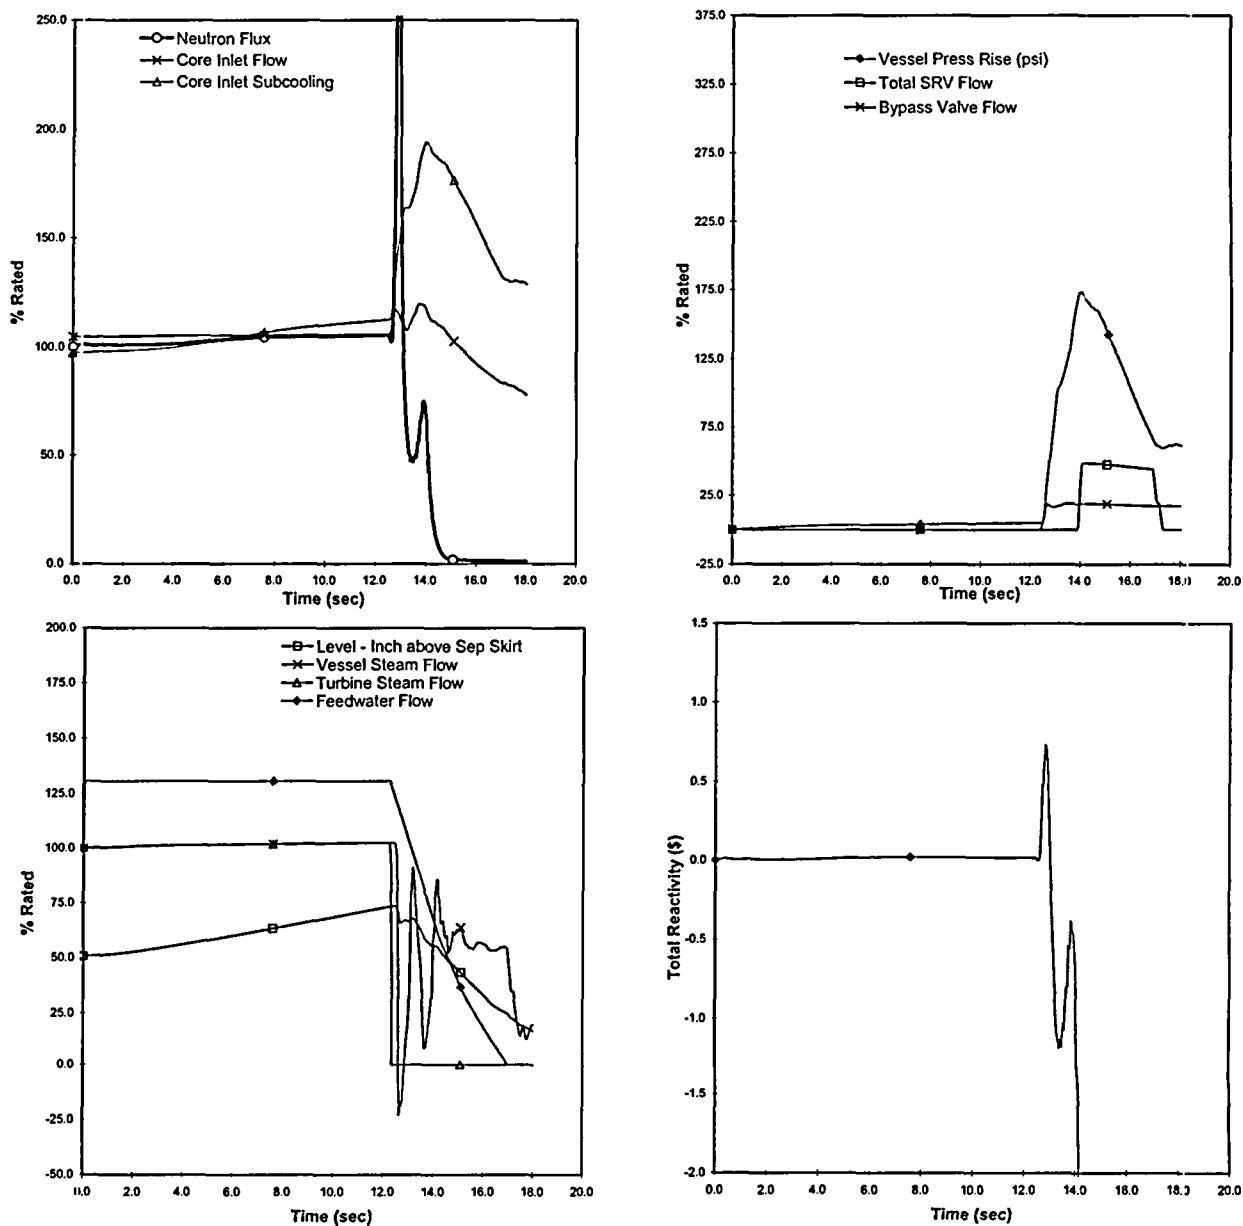 250.0
200.0
150.0
100.0
50.0
0.0
% Rated
Neutron Flux
Core Inlet Flow
Core Inlet Subcooling
0.0 2.0 4.0 6.0 8.0 10.0 12.0 14.0 16.0 18.0 20.0
Time (sec)
375.0
325.0
275.0
225.0
175.0
125.0
75.0
25.0
-25.0
% Rated
Vessel Press Rise (psi)
Total SRV Flow
Bypass Valve Flow
0.0 2.0 4.0 6.0 8.0 10.0 12.0 14.0 16.0 18.0 20.0
Time (sec)
200.0
175.0
150.0
125.0
100.0
75.0
50.0
25.0
0.0
-25.0
-50.0
% Rated
Level - Inch above Sep Skirt
Vessel Steam Flow
Turbine Steam Flow
Feedwater Flow
0.0 2.0 4.0 6.0 8.0 10.0 12.0 14.0 16.0 18.0 20.0
Time (sec)
1.5
1.0
0.5
0.0
-0.5
-1.0
-1.5
-2.0
Total Reactivity ($)
0.0 2.0 4.0 6.0 8.0 10.0 12.0 14.0 16.0 18.0 20.0
Time (sec)